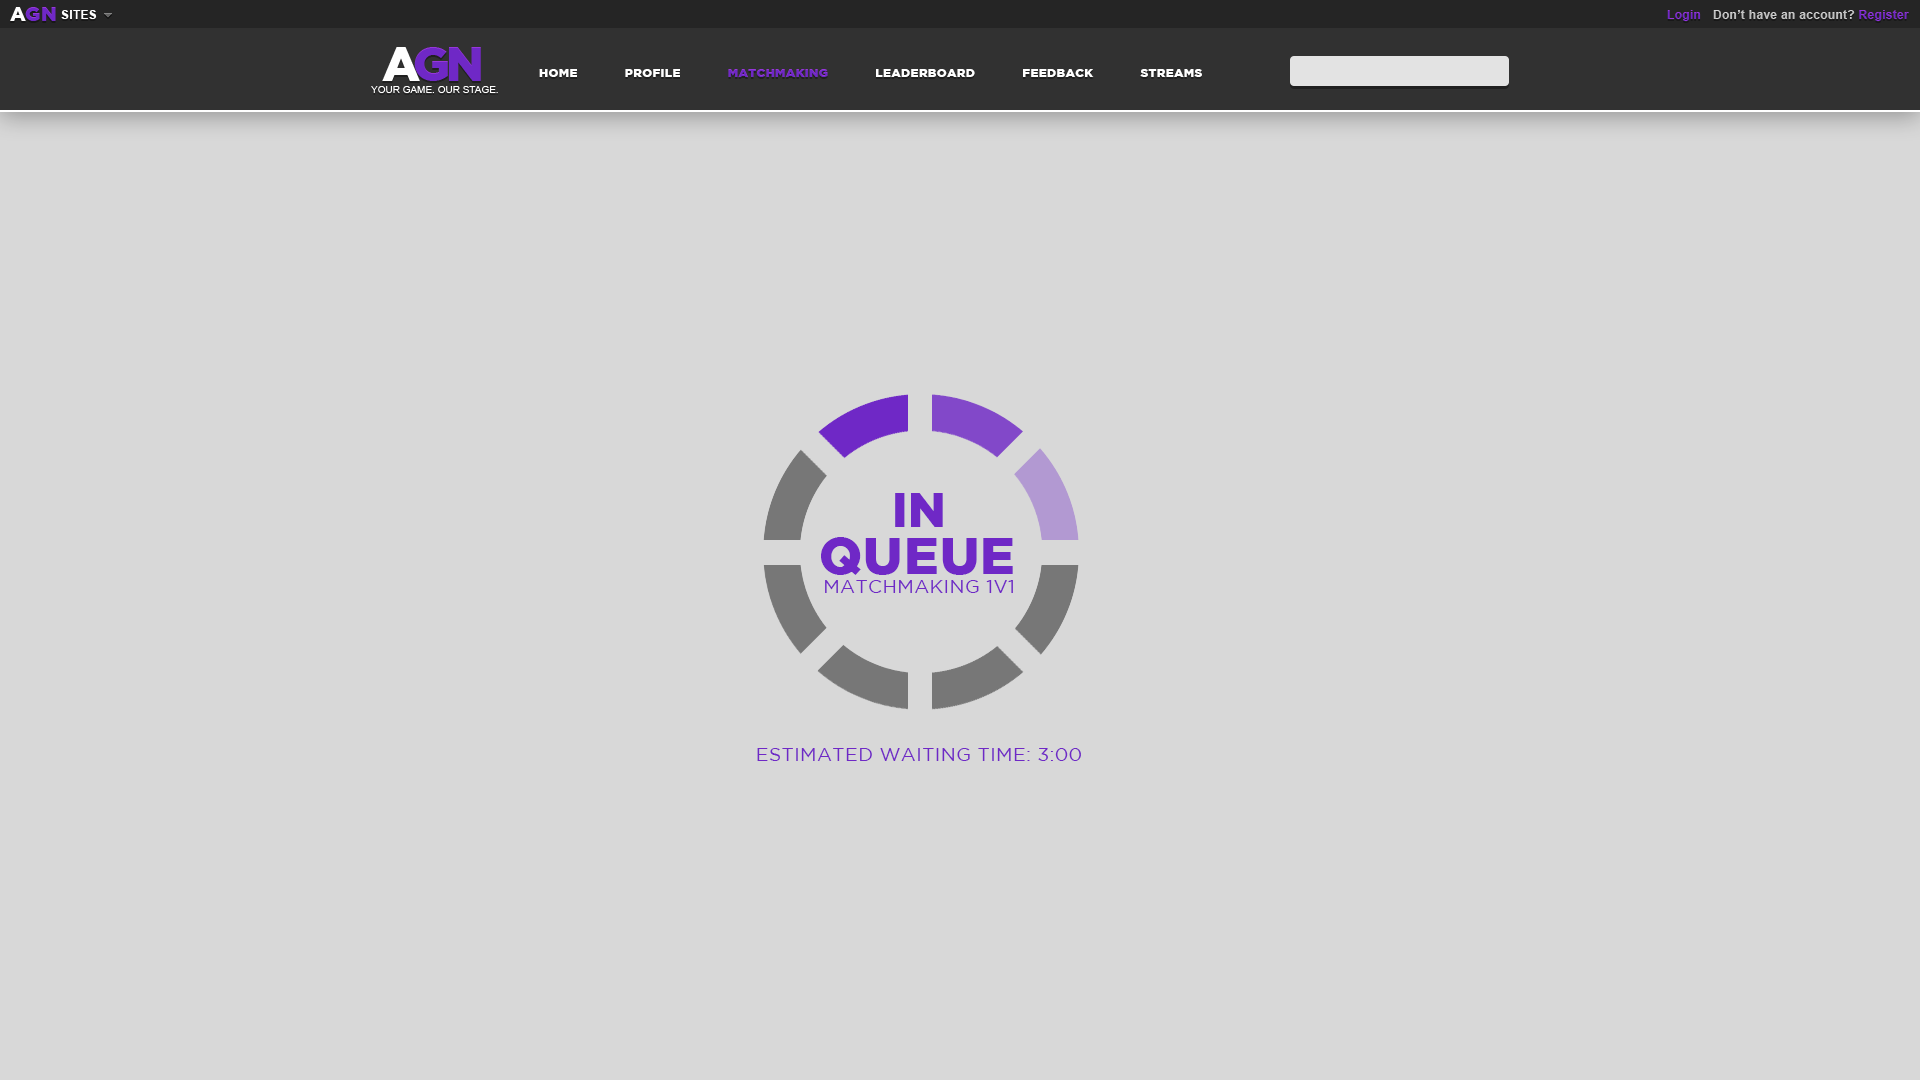 AGN SITES
Login Don't have an account? Register
AGN
YOUR GAME. OUR STAGE.
HOME PROFILE MATCHMAKING LEADERBOARD FEEDBACK STREAMS
IN
QUEUE
MATCHMAKING 1V1
ESTIMATED WAITING TIME: 3:00